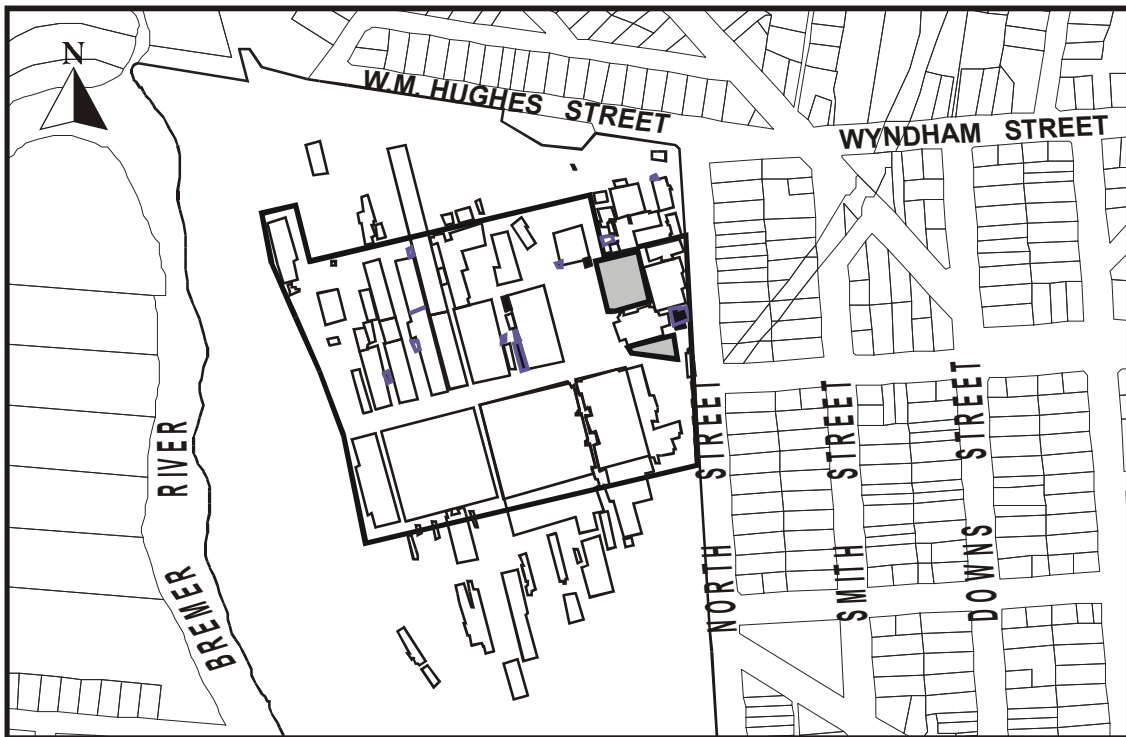 N
W.M. HUGHES STREET
WYNDHAM STREET
BREMER RIVER
NORTH STREET
SMITH STREET
DOWNS STREET